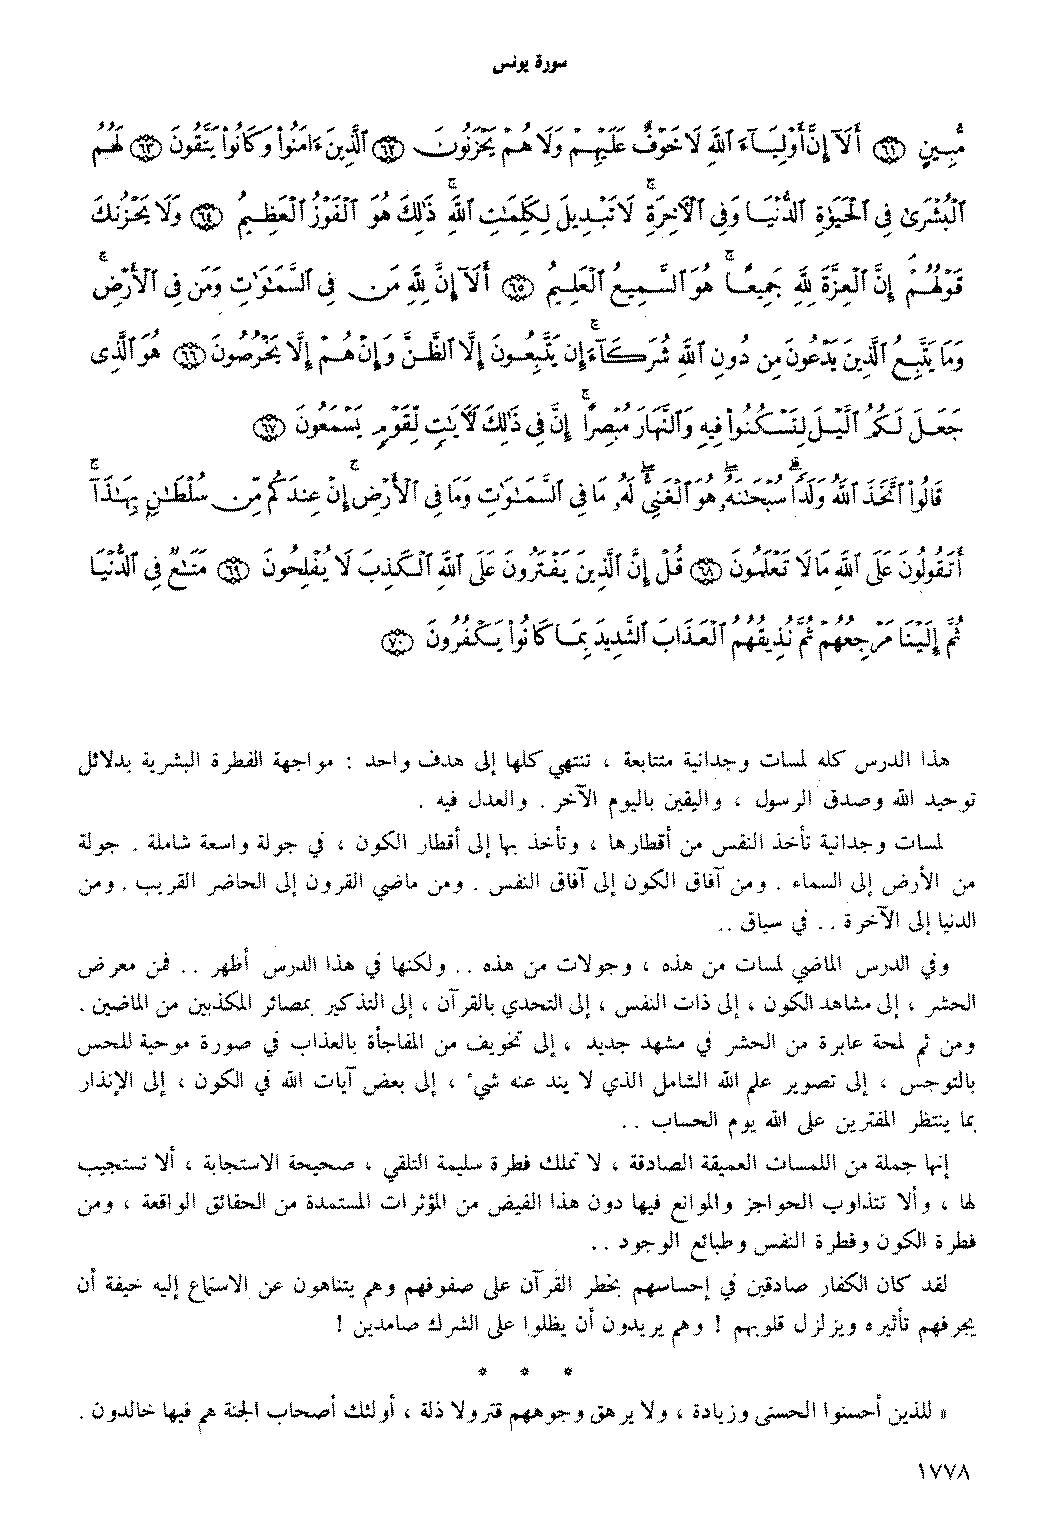 سورة يونس
مُّبِينٍ ﴿٦١﴾ أَلَآ إِنَّ أَوْلِيَآءَ ٱللَّهِ لَا خَوْفٌ عَلَيْهِمْ وَلَا هُمْ يَحْزَنُونَ ﴿٦٢﴾ ٱلَّذِينَ ءَامَنُوا۟ وَكَانُوا۟ يَتَّقُونَ ﴿٦٣﴾ لَهُمُ
ٱلْبُشْرَىٰ فِى ٱلْحَيَوٰةِ ٱلدُّنْيَا وَفِى ٱلْأَخِرَةِ ۚ لَا تَبْدِيلَ لِكَلِمَٰتِ ٱللَّهِ ۚ ذَٰلِكَ هُوَ ٱلْفَوْزُ ٱلْعَظِيمُ ﴿٦٤﴾ وَلَا يَحْزُنكَ
قَوْلُهُمْ ۘ إِنَّ ٱلْعِزَّةَ لِلَّهِ جَمِيعًا ۚ هُوَ ٱلسَّمِيعُ ٱلْعَلِيمُ ﴿٦٥﴾ أَلَآ إِنَّ لِلَّهِ مَن فِى ٱلسَّمَٰوَٰتِ وَمَن فِى ٱلْأَرْضِ ۗ
وَمَا يَتَّبِعُ ٱلَّذِينَ يَدْعُونَ مِن دُونِ ٱللَّهِ شُرَكَآءَ ۚ إِن يَتَّبِعُونَ إِلَّا ٱلظَّنَّ وَإِنْ هُمْ إِلَّا يَخْرُصُونَ ﴿٦٦﴾ هُوَ ٱلَّذِى
جَعَلَ لَكُمُ ٱلَّيْلَ لِتَسْكُنُوا۟ فِيهِ وَٱلنَّهَارَ مُبْصِرًا ۚ إِنَّ فِى ذَٰلِكَ لَأَيَٰتٍ لِّقَوْمٍ يَسْمَعُونَ ﴿٦٧﴾
قَالُوا۟ ٱتَّخَذَ ٱللَّهُ وَلَدًا ۗ سُبْحَٰنَهُۥ ۖ هُوَ ٱلْغَنِىُّ ۖ لَهُۥ مَا فِى ٱلسَّمَٰوَٰتِ وَمَا فِى ٱلْأَرْضِ ۚ إِنْ عِندَكُم مِّن سُلْطَٰنٍۭ بِهَٰذَآ ۚ
أَتَقُولُونَ عَلَى ٱللَّهِ مَا لَا تَعْلَمُونَ ﴿٦٨﴾ قُلْ إِنَّ ٱلَّذِينَ يَفْتَرُونَ عَلَى ٱللَّهِ ٱلْكَذِبَ لَا يُفْلِحُونَ ﴿٦٩﴾ مَتَٰعٌ فِى ٱلدُّنْيَا
ثُمَّ إِلَيْنَا مَرْجِعُهُمْ ثُمَّ نُذِيقُهُمُ ٱلْعَذَابَ ٱلشَّدِيدَ بِمَا كَانُوا۟ يَكْفُرُونَ ﴿٧٠﴾
هذا الدرس كله لمسات وجدانية متتابعة ، تنتهي كلها إلى هدف واحد : مواجهة الفطرة البشرية بدلائل
توحيد الله وصدق الرسول ، واليقين باليوم الآخر . والعدل فيه .
لمسات وجدانية تأخذ النفس من أقطارها ، وتأخذ بها إلى أقطار الكون ، في جولة واسعة شاملة . جولة
من الأرض إلى السماء . ومن آفاق الكون إلى آفاق النفس . ومن ماضي القرون إلى الحاضر القريب . ومن
الدنيا إلى الآخرة .. في سياق ..
وفي الدرس الماضي لمسات من هذه ، وجولات من هذه .. ولكنها في هذا الدرس أظهر .. فمن معرض
الحشر ، إلى مشاهد الكون ، إلى ذات النفس ، إلى التحدي بالقرآن ، إلى التذكير بمصائر المكذبين من الماضين .
ومن ثم لمحة عابرة من الحشر في مشهد جديد ، إلى تخويف من المفاجأة بالعذاب في صورة موحية للحس
بالتوجس ، إلى تصوير علم الله الشامل الذي لا يند عنه شيء ، إلى بعض آيات الله في الكون ، إلى الإنذار
بما ينتظر المفترين على الله يوم الحساب ..
إنها جملة من اللمسات العميقة الصادقة ، لا تملك فطرة سليمة التلقي ، صحيحة الاستجابة ، ألا تستجيب
لها ، وألا تتذاوب الحواجز والموانع فيها دون هذا الفيض من المؤثرات المستمدة من الحقائق الواقعة ، ومن
فطرة الكون وفطرة النفس وطبائع الوجود ..
لقد كان الكفار صادقين في إحساسهم بخطر القرآن على صفوفهم وهم يتناهون عن الاستماع إليه خيفة أن
يجرفهم تأثيره ويزلزل قلوبهم ! وهم يريدون أن يظلوا على الشرك صامدين !
* * *
« للذين أحسنوا الحسنى وزيادة ، ولا يرهق وجوههم قتر ولا ذلة ، أولئك أصحاب الجنة هم فيها خالدون .
١٧٧٨